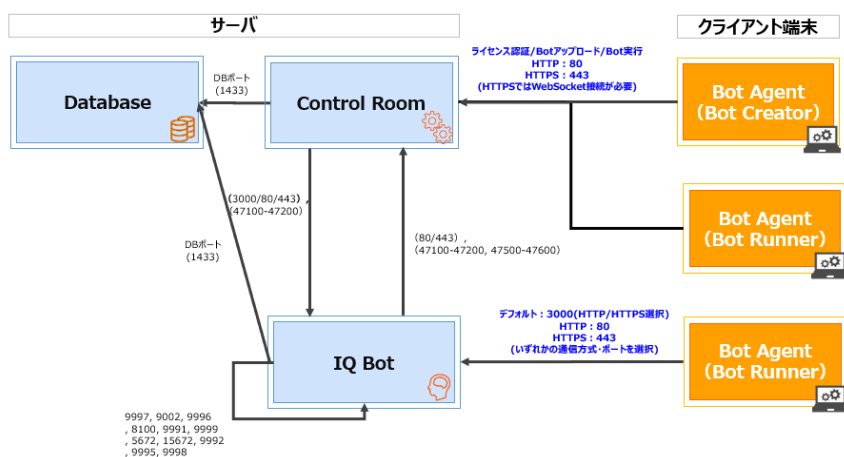 サーバ
クライアント端末
ライセンス認証/Botアップロード/Bot実行
HTTP：80
HTTPS：443
(HTTPSではWebSocket接続が必要)
Database
DBポート
(1433)
Control Room
Bot Agent
(Bot Creator)
(3000/80/443) ,
(47100-47200)
(80/443) ,
(47100-47200, 47500-47600)
Bot Agent
(Bot Runner)
DBポート
(1433)
デフォルト：3000(HTTP/HTTPS選択)
HTTP：80
HTTPS：443
(いずれかの通信方式・ポートを選択)
IQ Bot
Bot Agent
(Bot Runner)
9997, 9002, 9996
, 8100, 9991, 9999
, 5672, 15672, 9992
, 9995, 9998